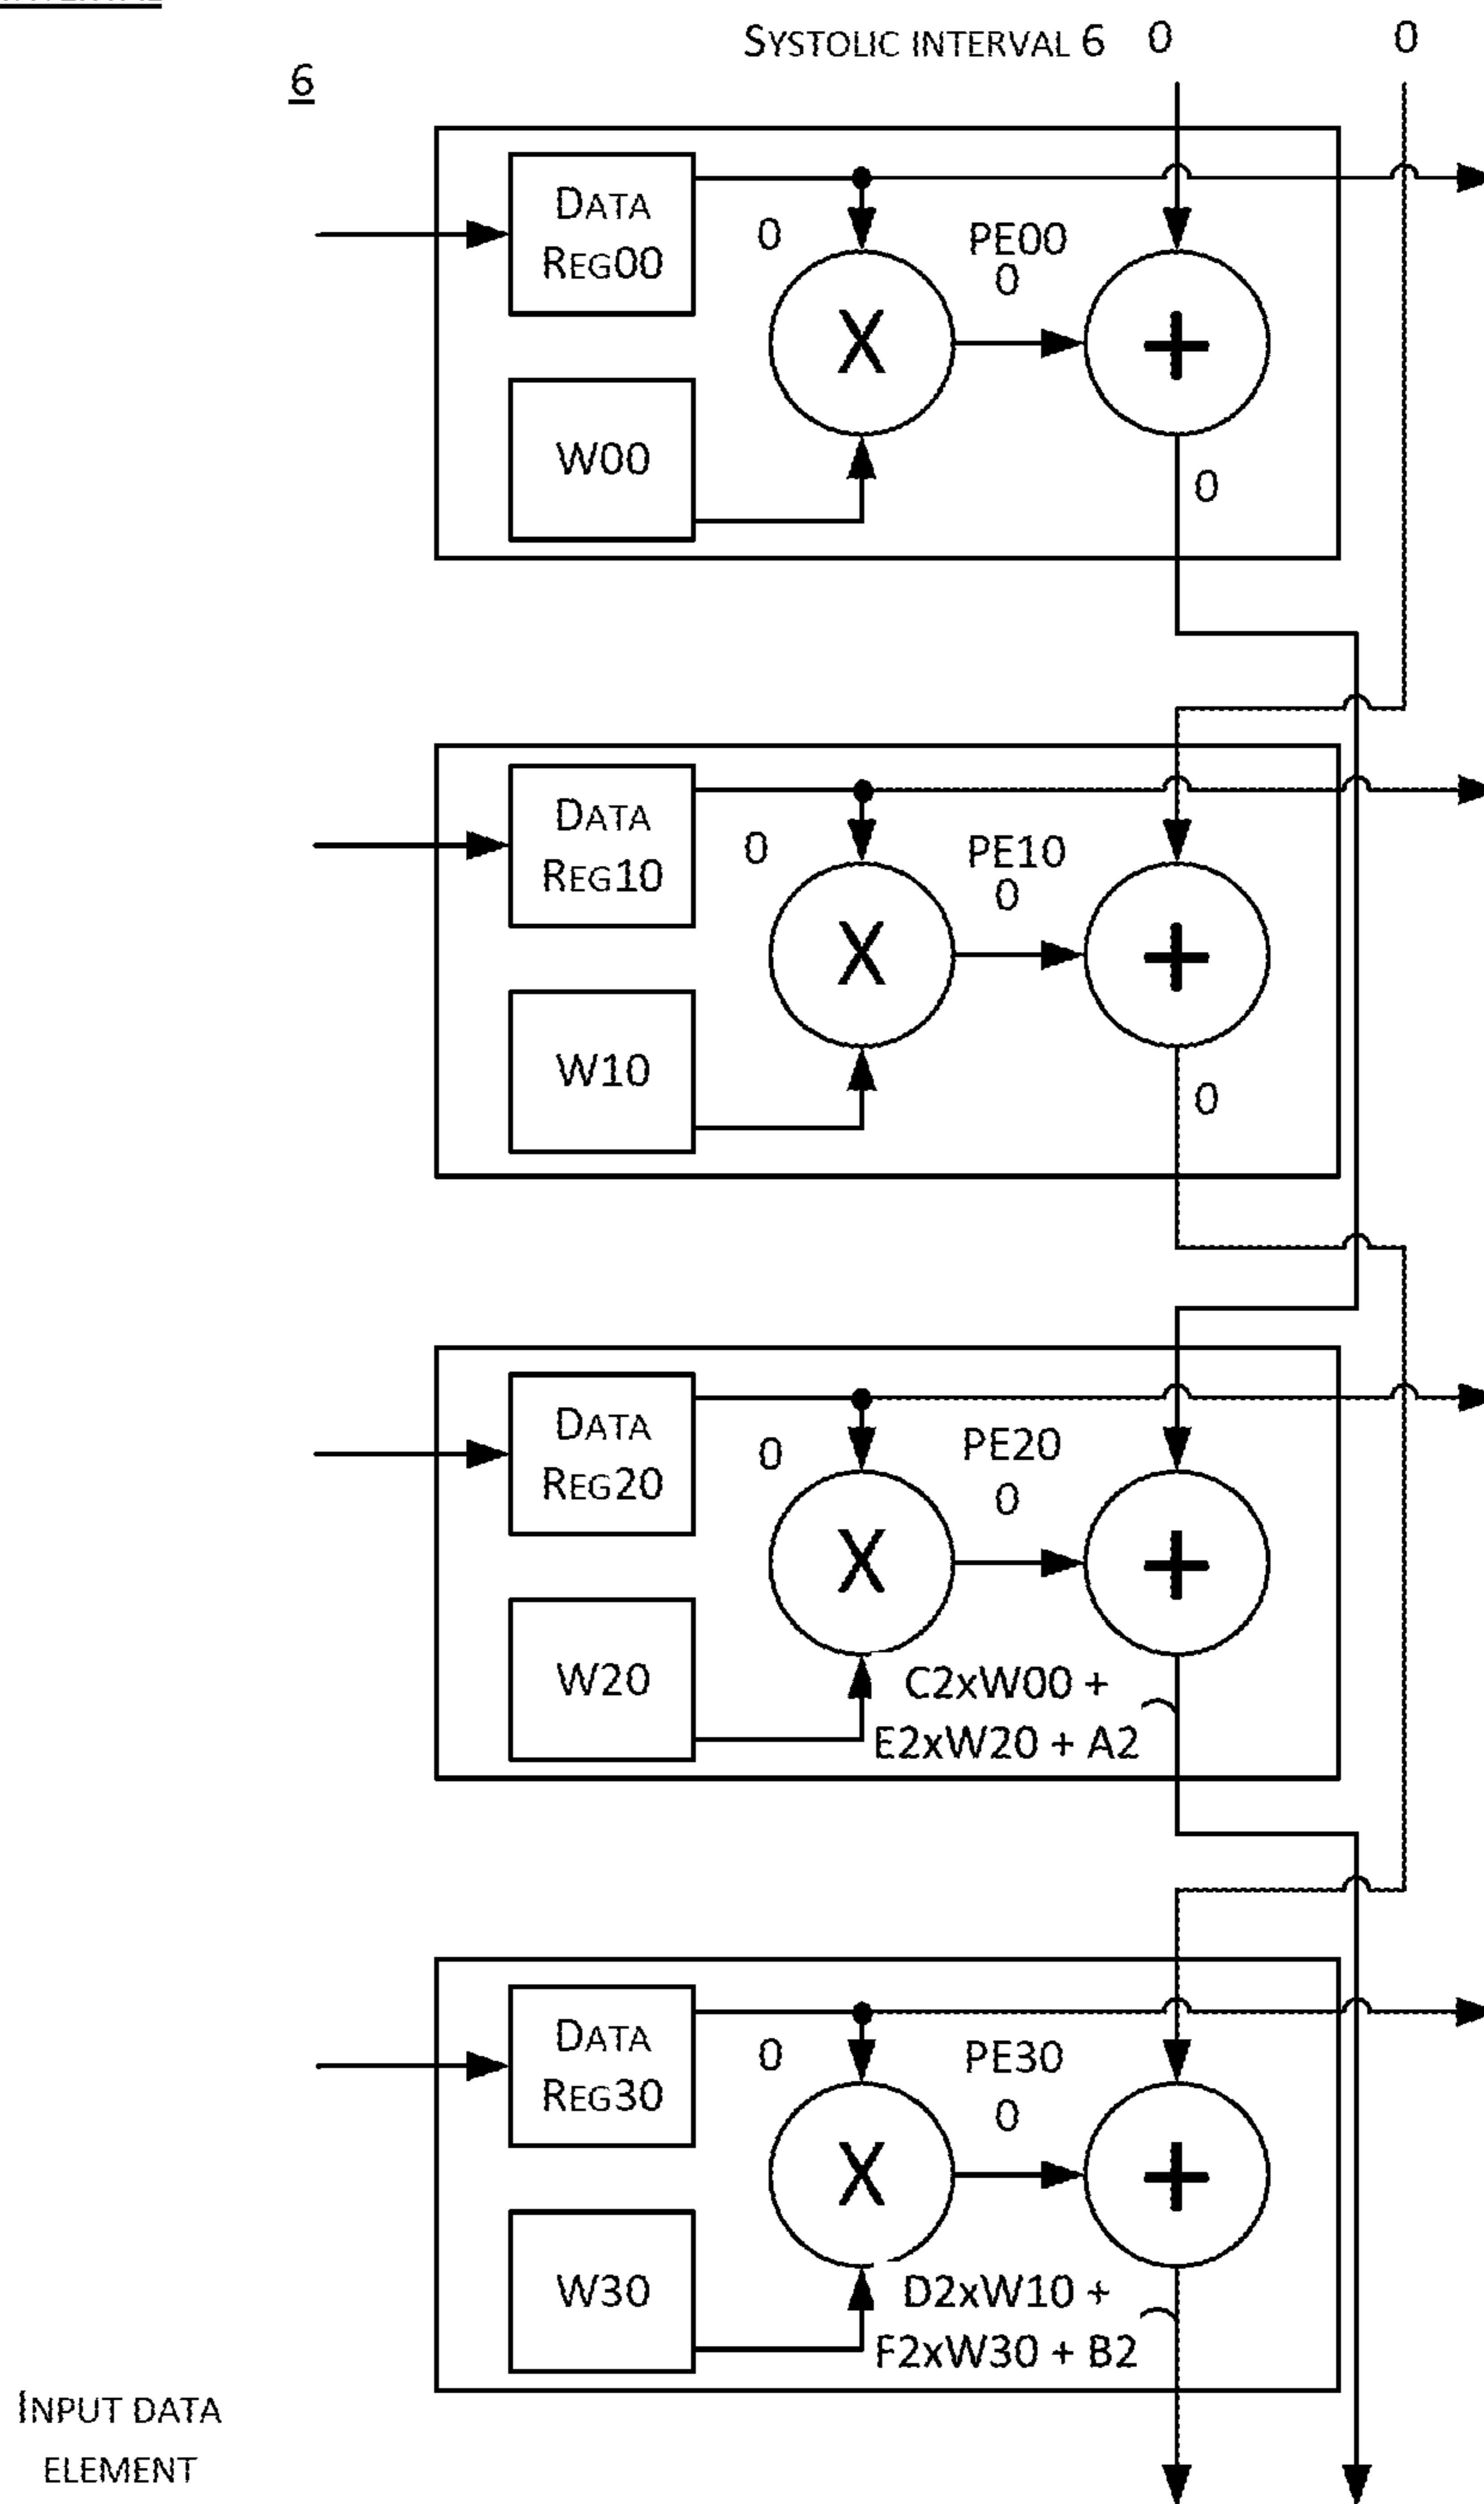 SYSTOLIC INTERVAL 6 0 0
6
DATA
REG00
0
PE00
0
X
+
W00
0
DATA
REG10
0
PE10
0
X
+
W10
0
DATA
REG20
0
PE20
0
X
+
W20
C2xW00 +
E2xW20 + A2
DATA
REG30
0
PE30
0
X
+
W30
D2xW10 +
F2xW30 + B2
INPUT DATA
ELEMENT